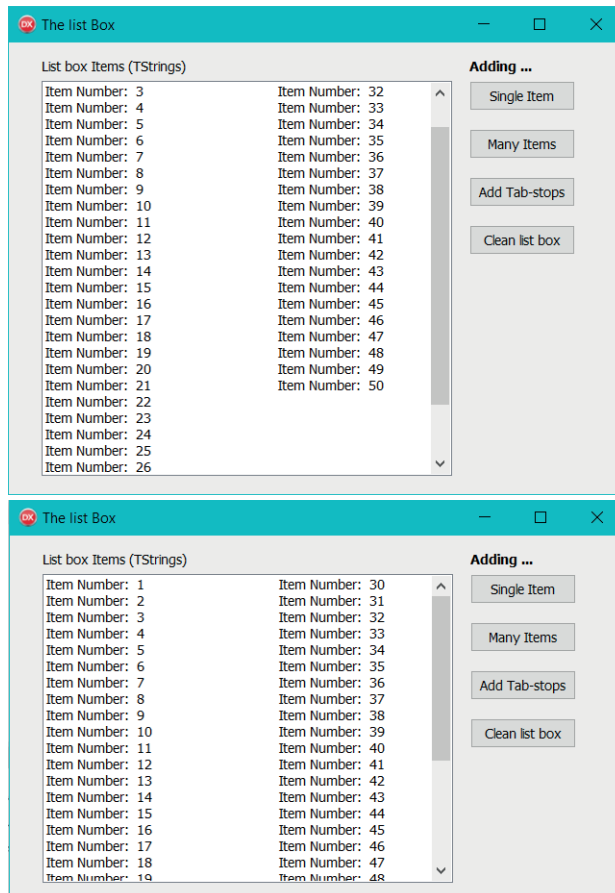 DX The list Box
List box Items (TStrings)
Adding ...
Item Number: 3 Item Number: 32
Single Item
Item Number: 4 Item Number: 33
Item Number: 5 Item Number: 34
Item Number: 6 Item Number: 35
Many Items
Item Number: 7 Item Number: 36
Item Number: 8 Item Number: 37
Item Number: 9 Item Number: 38
Add Tab-stops
Item Number: 10 Item Number: 39
Item Number: 11 Item Number: 40
Item Number: 12 Item Number: 41
Clean list box
Item Number: 13 Item Number: 42
Item Number: 14 Item Number: 43
Item Number: 15 Item Number: 44
Item Number: 16 Item Number: 45
Item Number: 17 Item Number: 46
Item Number: 18 Item Number: 47
Item Number: 19 Item Number: 48
Item Number: 20 Item Number: 49
Item Number: 21 Item Number: 50
Item Number: 22
Item Number: 23
Item Number: 24
Item Number: 25
Item Number: 26
DX The list Box
List box Items (TStrings)
Adding ...
Item Number: 1 Item Number: 30
Single Item
Item Number: 2 Item Number: 31
Item Number: 3 Item Number: 32
Item Number: 4 Item Number: 33
Many Items
Item Number: 5 Item Number: 34
Item Number: 6 Item Number: 35
Item Number: 7 Item Number: 36
Add Tab-stops
Item Number: 8 Item Number: 37
Item Number: 9 Item Number: 38
Item Number: 10 Item Number: 39
Clean list box
Item Number: 11 Item Number: 40
Item Number: 12 Item Number: 41
Item Number: 13 Item Number: 42
Item Number: 14 Item Number: 43
Item Number: 15 Item Number: 44
Item Number: 16 Item Number: 45
Item Number: 17 Item Number: 46
Item Number: 18 Item Number: 47
Item Number: 19 Item Number: 48